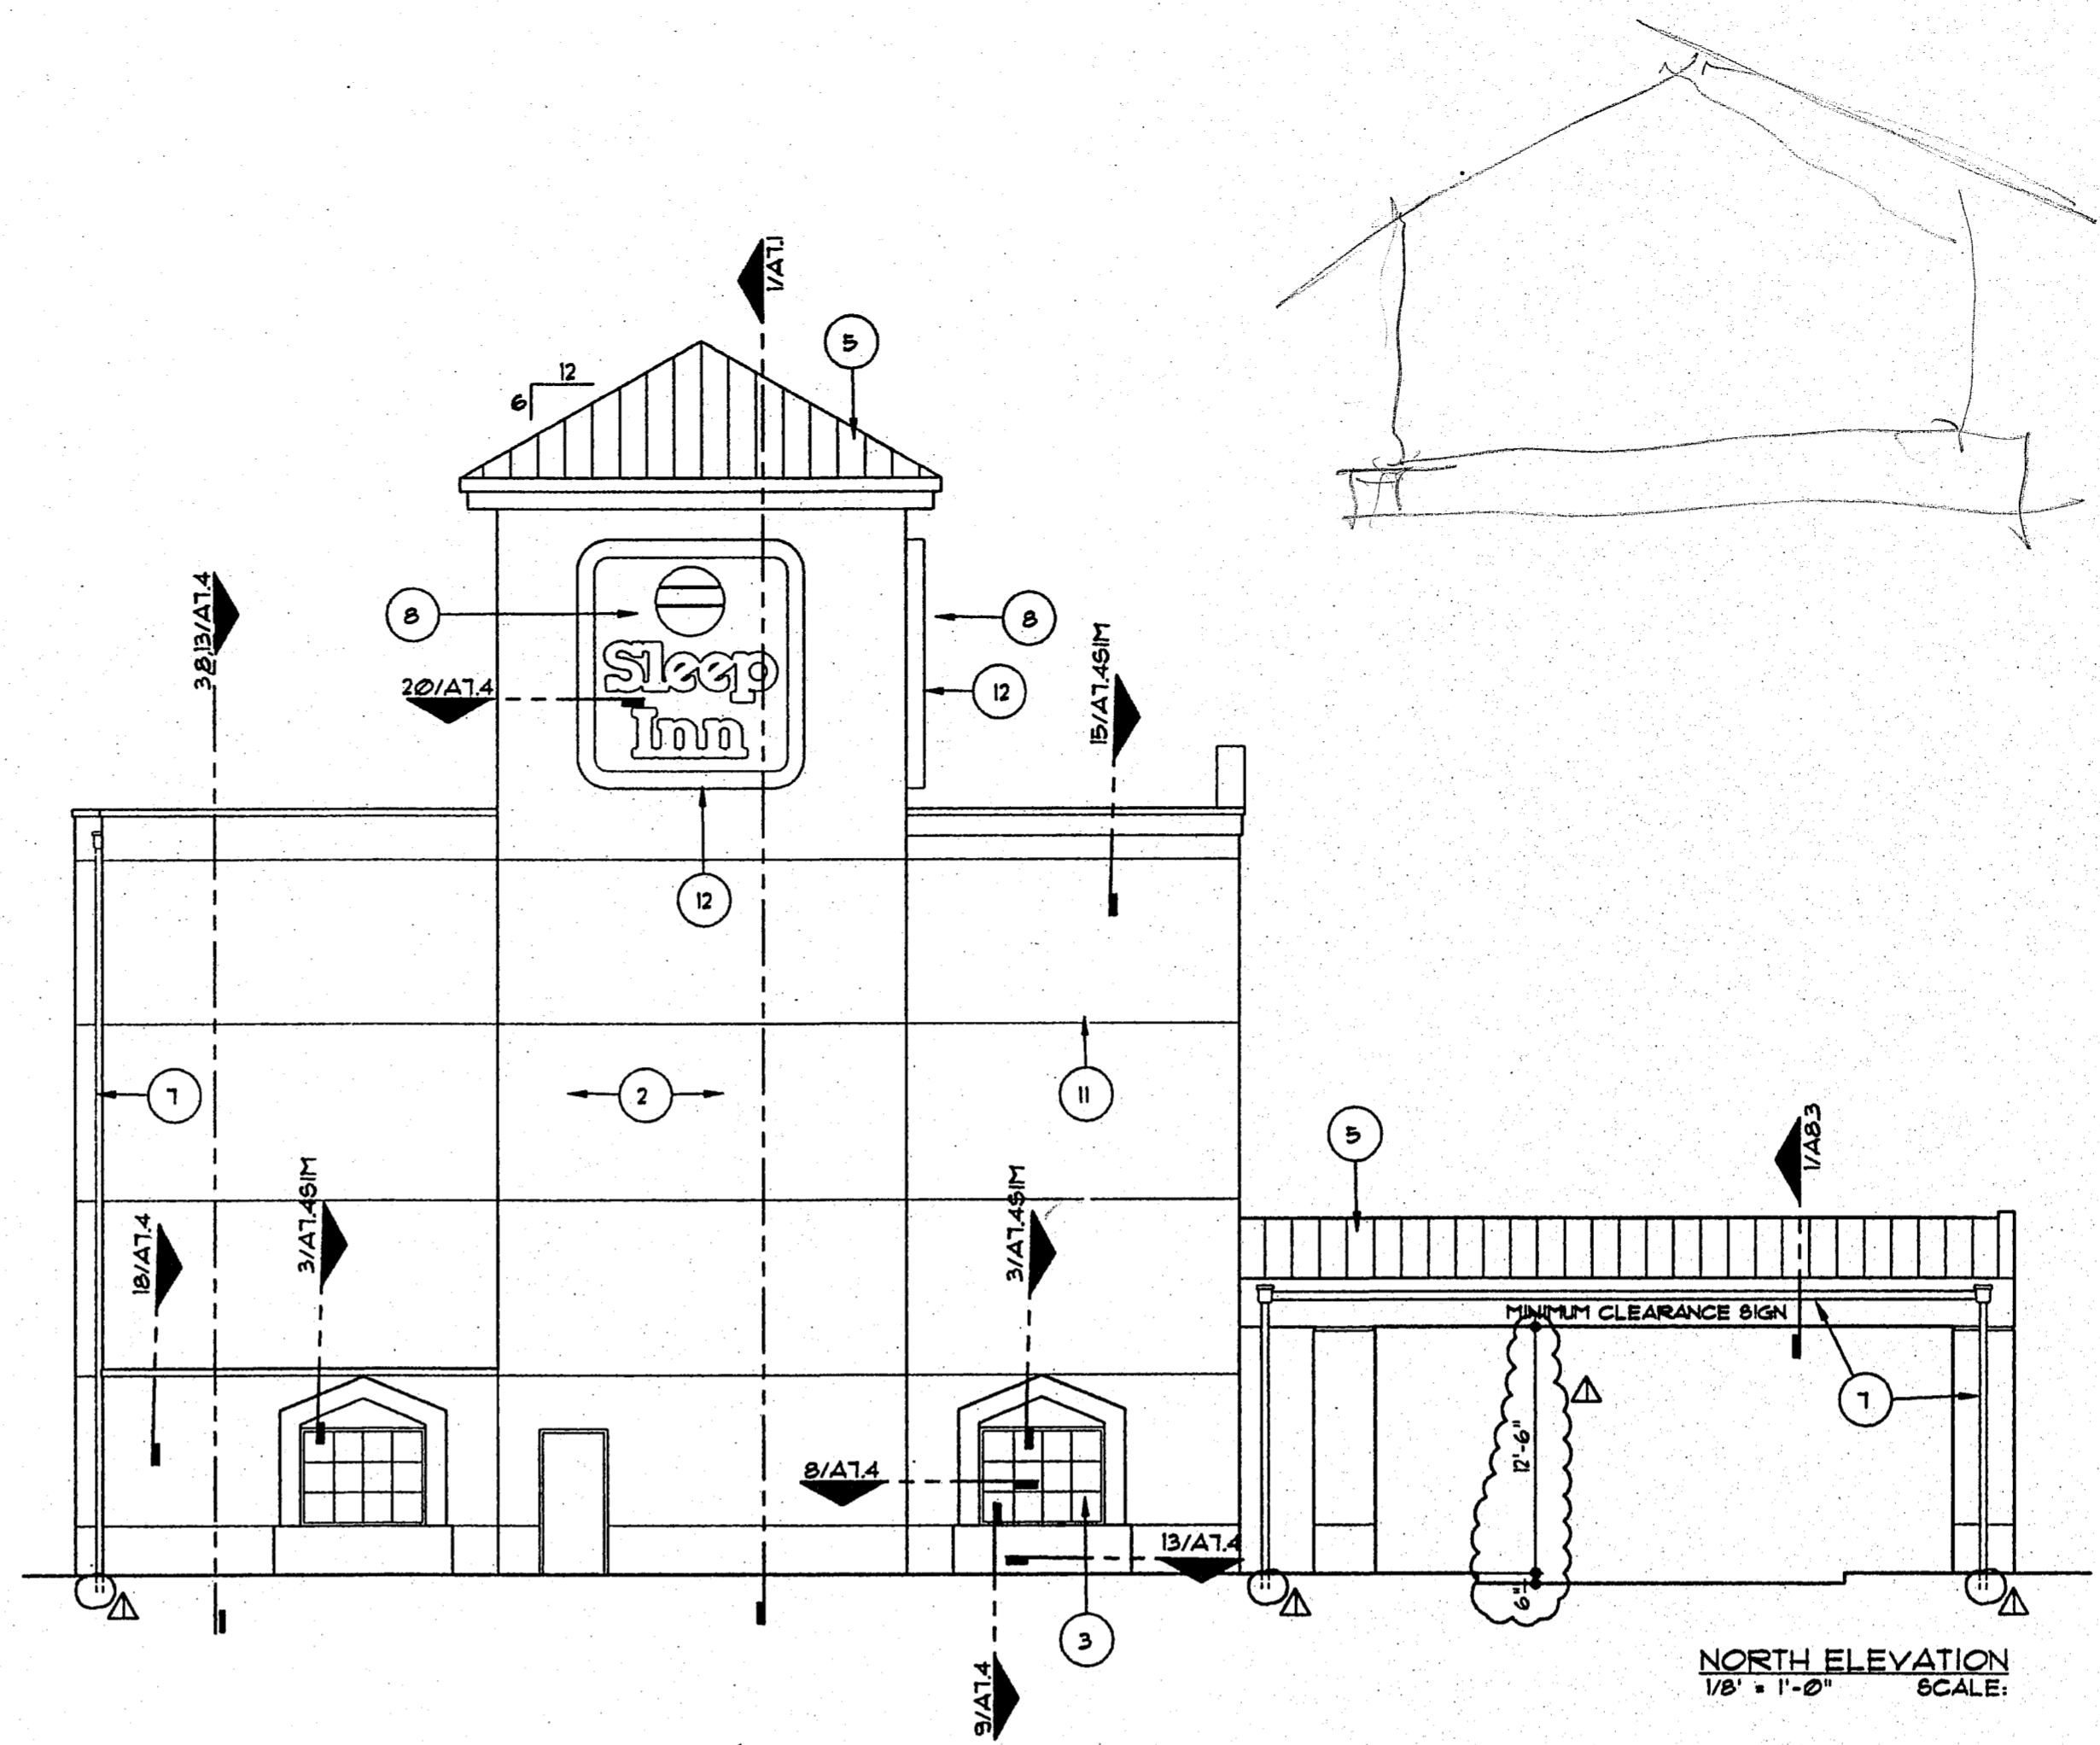 1/A7.1
5
12
6
3,8,13/A7.4
8
Sleep
Inn
8
12
20/A7.4
15/A7.4SIM
12
7
2
11
5
1/A8.3
18/A7.4
3/A7.4SIM
3/A7.4SIM
MINIMUM CLEARANCE SIGN
7
12'-6"
8/A7.4
13/A7.4
6"
3
9/A7.4
NORTH ELEVATION
1/8' = 1'-0" SCALE: